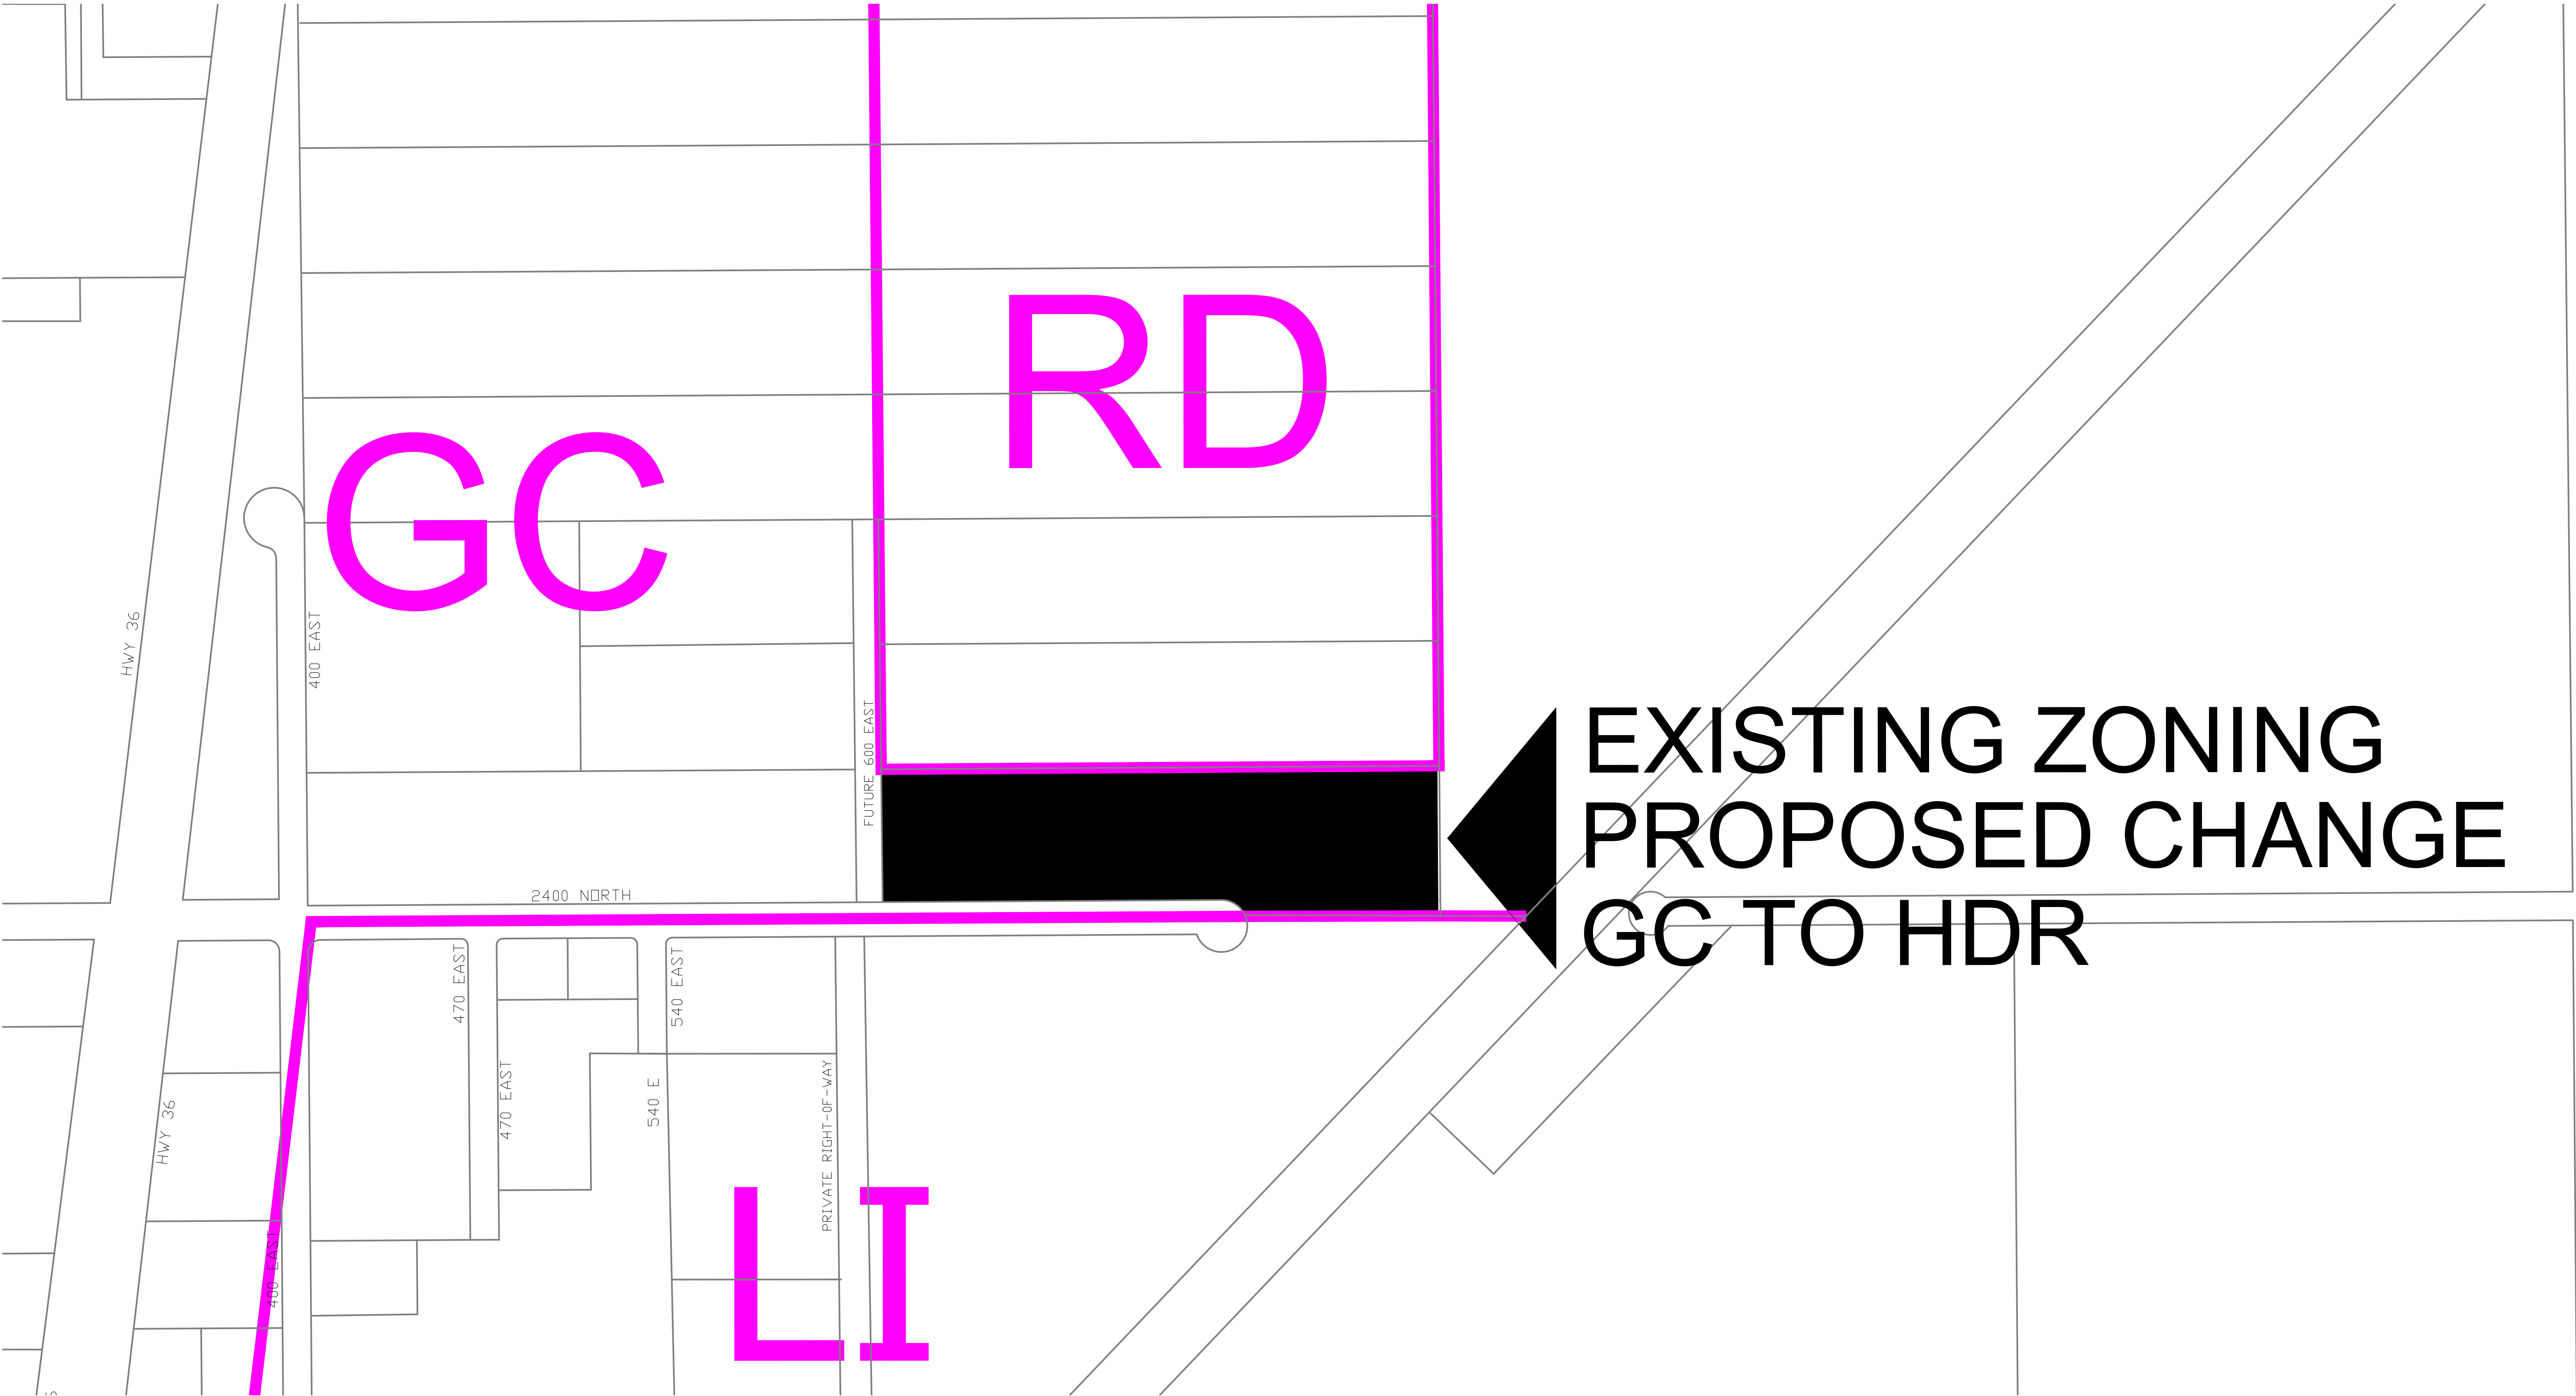 RD
GC
HWY 36
400 EAST
FUTURE 600 EAST
EXISTING ZONING
PROPOSED CHANGE
GC TO HDR
2400 NORTH
470 EAST
540 EAST
470 EAST
540 E
PRIVATE RIGHT-OF-WAY
HWY 36
400 EAST
LI